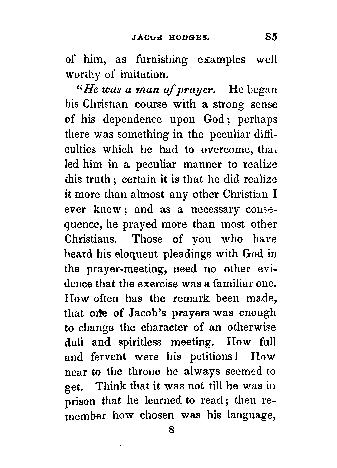 JACOB HODGES. 85
of him, as furnishing examples well
worthy of imitation.
"He was a man of prayer. He began
his Christian course with a strong sense
of his dependence upon God; perhaps
there was something in the peculiar diffi-
culties which he had to overcome, that
led him in a peculiar manner to realize
this truth; certain it is that he did realize
it more than almost any other Christian I
ever knew; and as a necessary conse-
quence, he prayed more than most other
Christians. Those of you who have
heard his eloquent pleadings with God in
the prayer-meeting, need no other evi-
dence that the exercise was a familiar one.
How often has the remark been made,
that one of Jacob's prayers was enough
to change the character of an otherwise
dull and spiritless meeting. How full
and fervent were his petitions! How
near to the throne he always seemed to
get. Think that it was not till he was in
prison that he learned to read; then re-
member how chosen was his language,
8